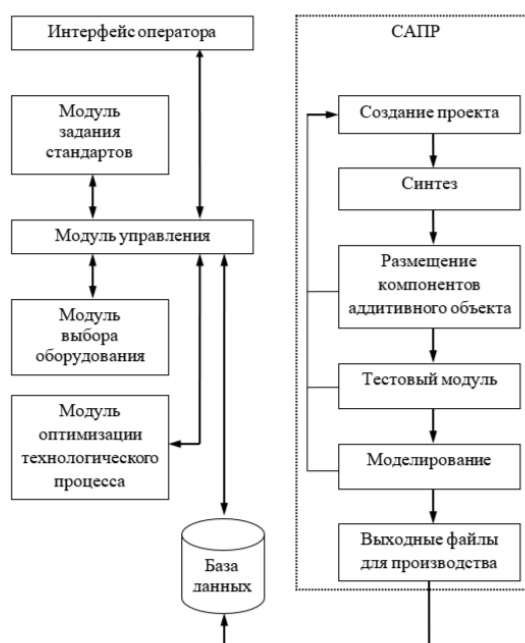 Интерфейс оператора
Модуль
задания
стандартов
Модуль управления
Модуль
выбора
оборудования
Модуль
оптимизации
технологического
процесса
База
данных
САПР
Создание проекта
Синтез
Размещение
компонентов
аддитивного объекта
Тестовый модуль
Моделирование
Выходные файлы
для производства